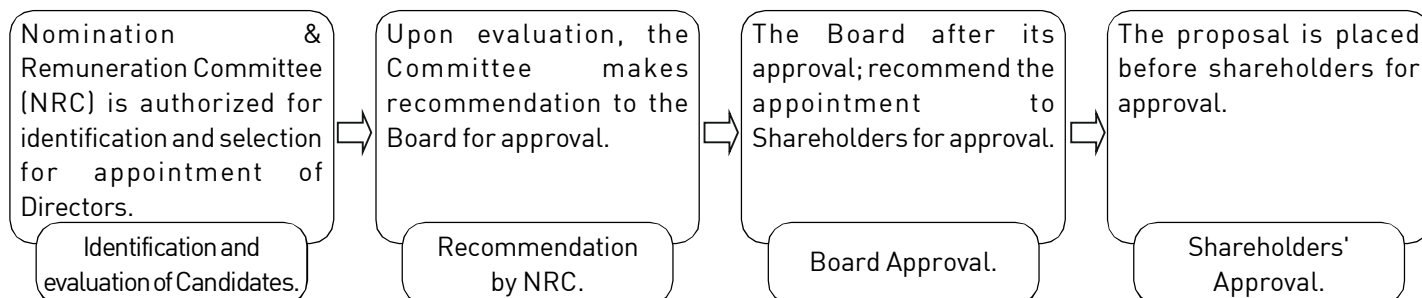 Nomination &
Remuneration Committee
(NRC) is authorized for
identification and selection
for appointment of
Directors.
Identification and
evaluation of Candidates.
Upon evaluation, the
Committee makes
recommendation to the
Board for approval.
Recommendation
by NRC.
The Board after its
approval; recommend the
appointment to
Shareholders for approval.
Board Approval.
The proposal is placed
before shareholders for
approval.
Shareholders'
Approval.